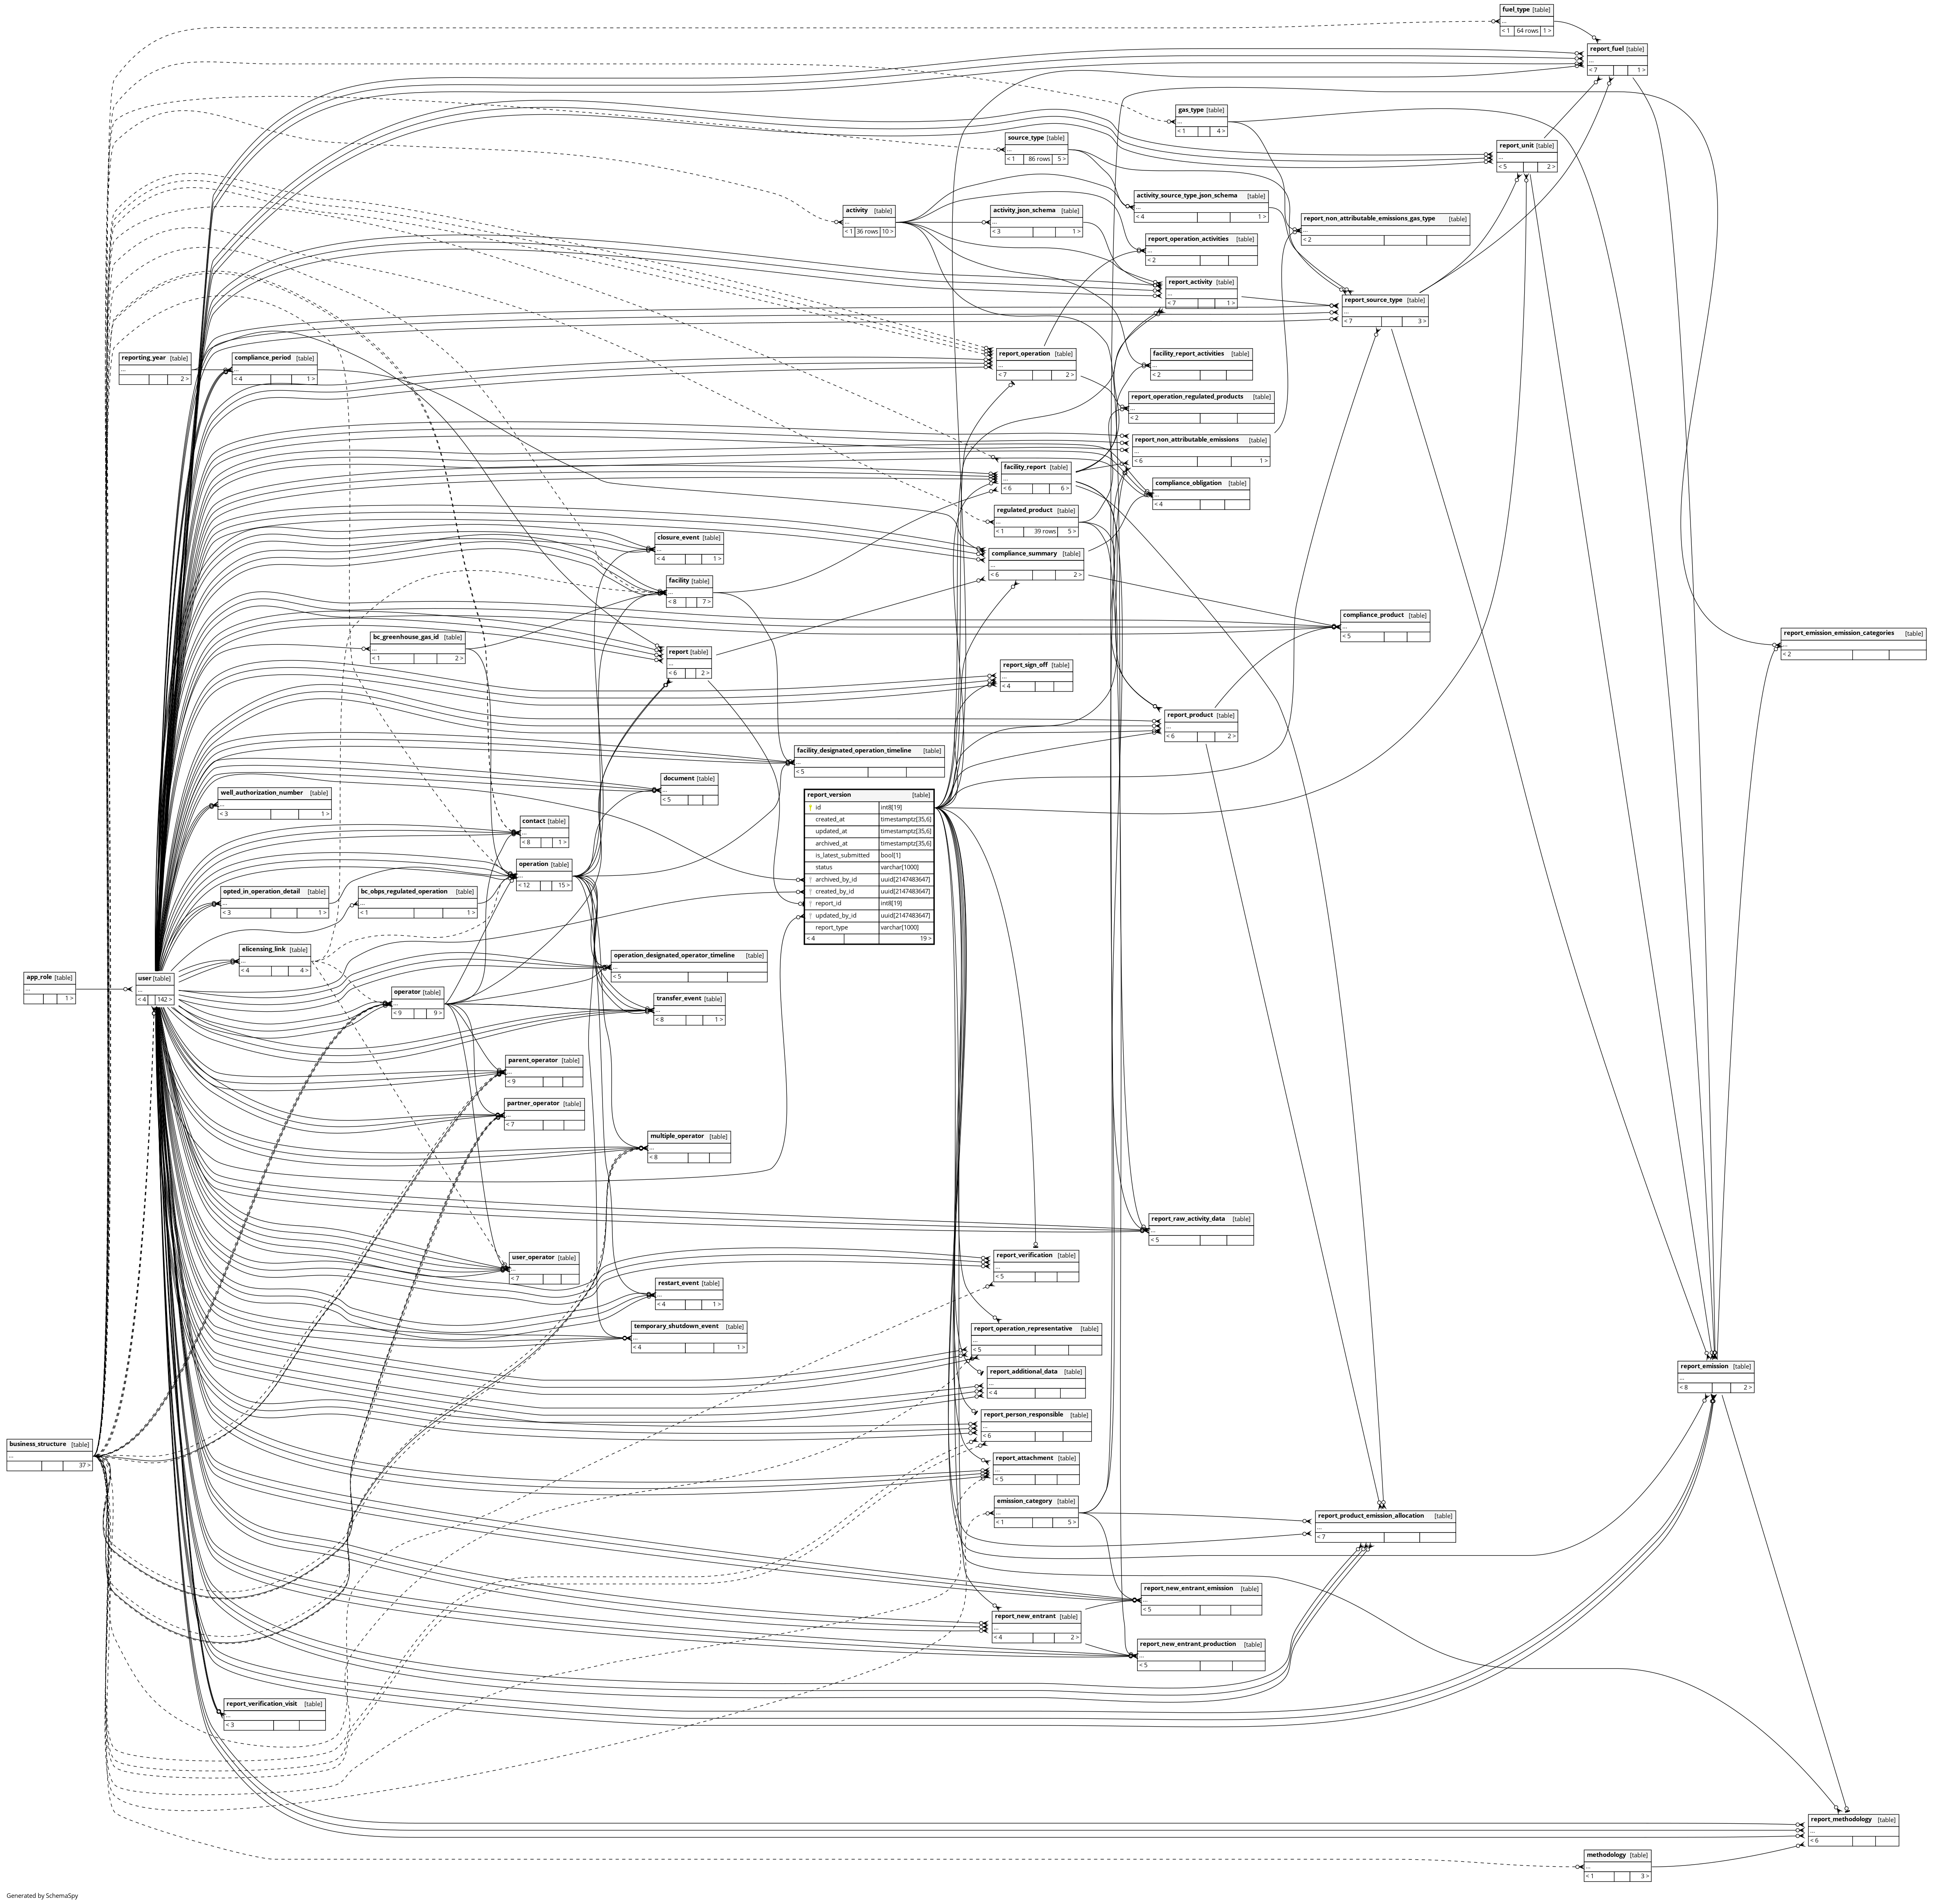 fuel_type [table]
...
< 1 64 rows 1 >
report_fuel [table]
...
< 7 1 >
gas_type [table]
...
< 1 4 >
source_type [table]
...
< 1 86 rows 5 >
report_unit [table]
...
< 5 2 >
activity_source_type_json_schema [table]
...
< 4 1 >
activity [table]
...
< 1 36 rows 10 >
activity_json_schema [table]
...
< 3 1 >
report_non_attributable_emissions_gas_type [table]
...
< 2
report_operation_activities [table]
...
< 2
report_activity [table]
...
< 7 1 >
report_source_type [table]
...
< 7 3 >
reporting_year [table]
...
2 >
compliance_period [table]
...
< 4 1 >
report_operation [table]
...
< 7 2 >
facility_report_activities [table]
...
< 2
report_operation_regulated_products [table]
...
< 2
report_non_attributable_emissions [table]
...
< 6 1 >
facility_report [table]
...
< 6 6 >
compliance_obligation [table]
...
< 4
regulated_product [table]
...
< 1 39 rows 5 >
closure_event [table]
...
< 4 1 >
compliance_summary [table]
...
< 6 2 >
facility [table]
...
< 8 7 >
compliance_product [table]
...
< 5
report_emission_emission_categories [table]
...
< 2
bc_greenhouse_gas_id [table]
...
< 1 2 >
report [table]
...
< 6 2 >
report_sign_off [table]
...
< 4
report_product [table]
...
< 6 2 >
facility_designated_operation_timeline [table]
...
< 5
document [table]
...
< 5
well_authorization_number [table]
...
< 3 1 >
report_version [table]
id int8[19]
created_at timestamptz[35,6]
updated_at timestamptz[35,6]
archived_at timestamptz[35,6]
is_latest_submitted bool[1]
status varchar[1000]
archived_by_id uuid[2147483647]
created_by_id uuid[2147483647]
report_id int8[19]
updated_by_id uuid[2147483647]
report_type varchar[1000]
< 4 19 >
contact [table]
...
< 8 1 >
operation [table]
...
< 12 15 >
opted_in_operation_detail [table]
...
< 3 1 >
bc_obps_regulated_operation [table]
...
< 1 1 >
elicensing_link [table]
...
< 4 4 >
operation_designated_operator_timeline [table]
...
< 5
app_role [table]
...
1 >
user [table]
...
< 4 142 >
operator [table]
...
< 9 9 >
transfer_event [table]
...
< 8 1 >
parent_operator [table]
...
< 9
partner_operator [table]
...
< 7
multiple_operator [table]
...
< 8
report_raw_activity_data [table]
...
< 5
user_operator [table]
...
< 7
report_verification [table]
...
< 5
restart_event [table]
...
< 4 1 >
temporary_shutdown_event [table]
...
< 4 1 >
report_operation_representative [table]
...
< 5
report_additional_data [table]
...
< 4
report_emission [table]
...
< 8 2 >
report_person_responsible [table]
...
< 6
business_structure [table]
...
37 >
report_attachment [table]
...
< 5
emission_category [table]
...
< 1 5 >
report_product_emission_allocation [table]
...
< 7
report_new_entrant_emission [table]
...
< 5
report_new_entrant [table]
...
< 4 2 >
report_new_entrant_production [table]
...
< 5
report_verification_visit [table]
...
< 3
report_methodology [table]
...
< 6
methodology [table]
...
< 1 3 >
Generated by SchemaSpy